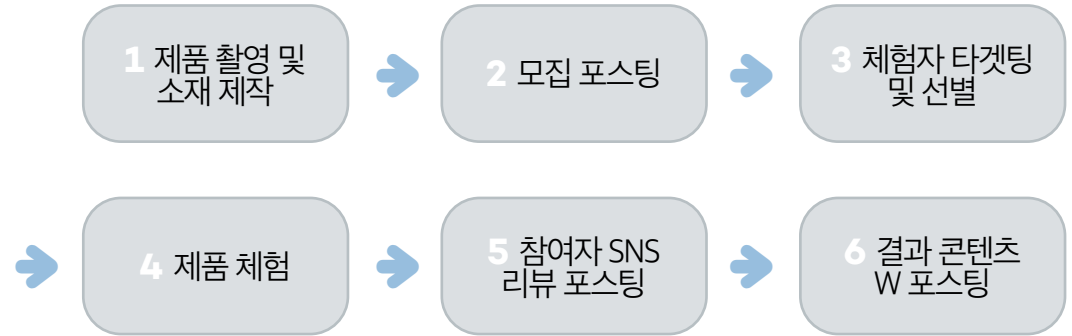 1 제품 촬영 및
소재 제작
2 모집 포스팅
3 체험자 타겟팅
및 선별
4 제품 체험
5 참여자 SNS
리뷰 포스팅
6 결과 콘텐츠
W 포스팅